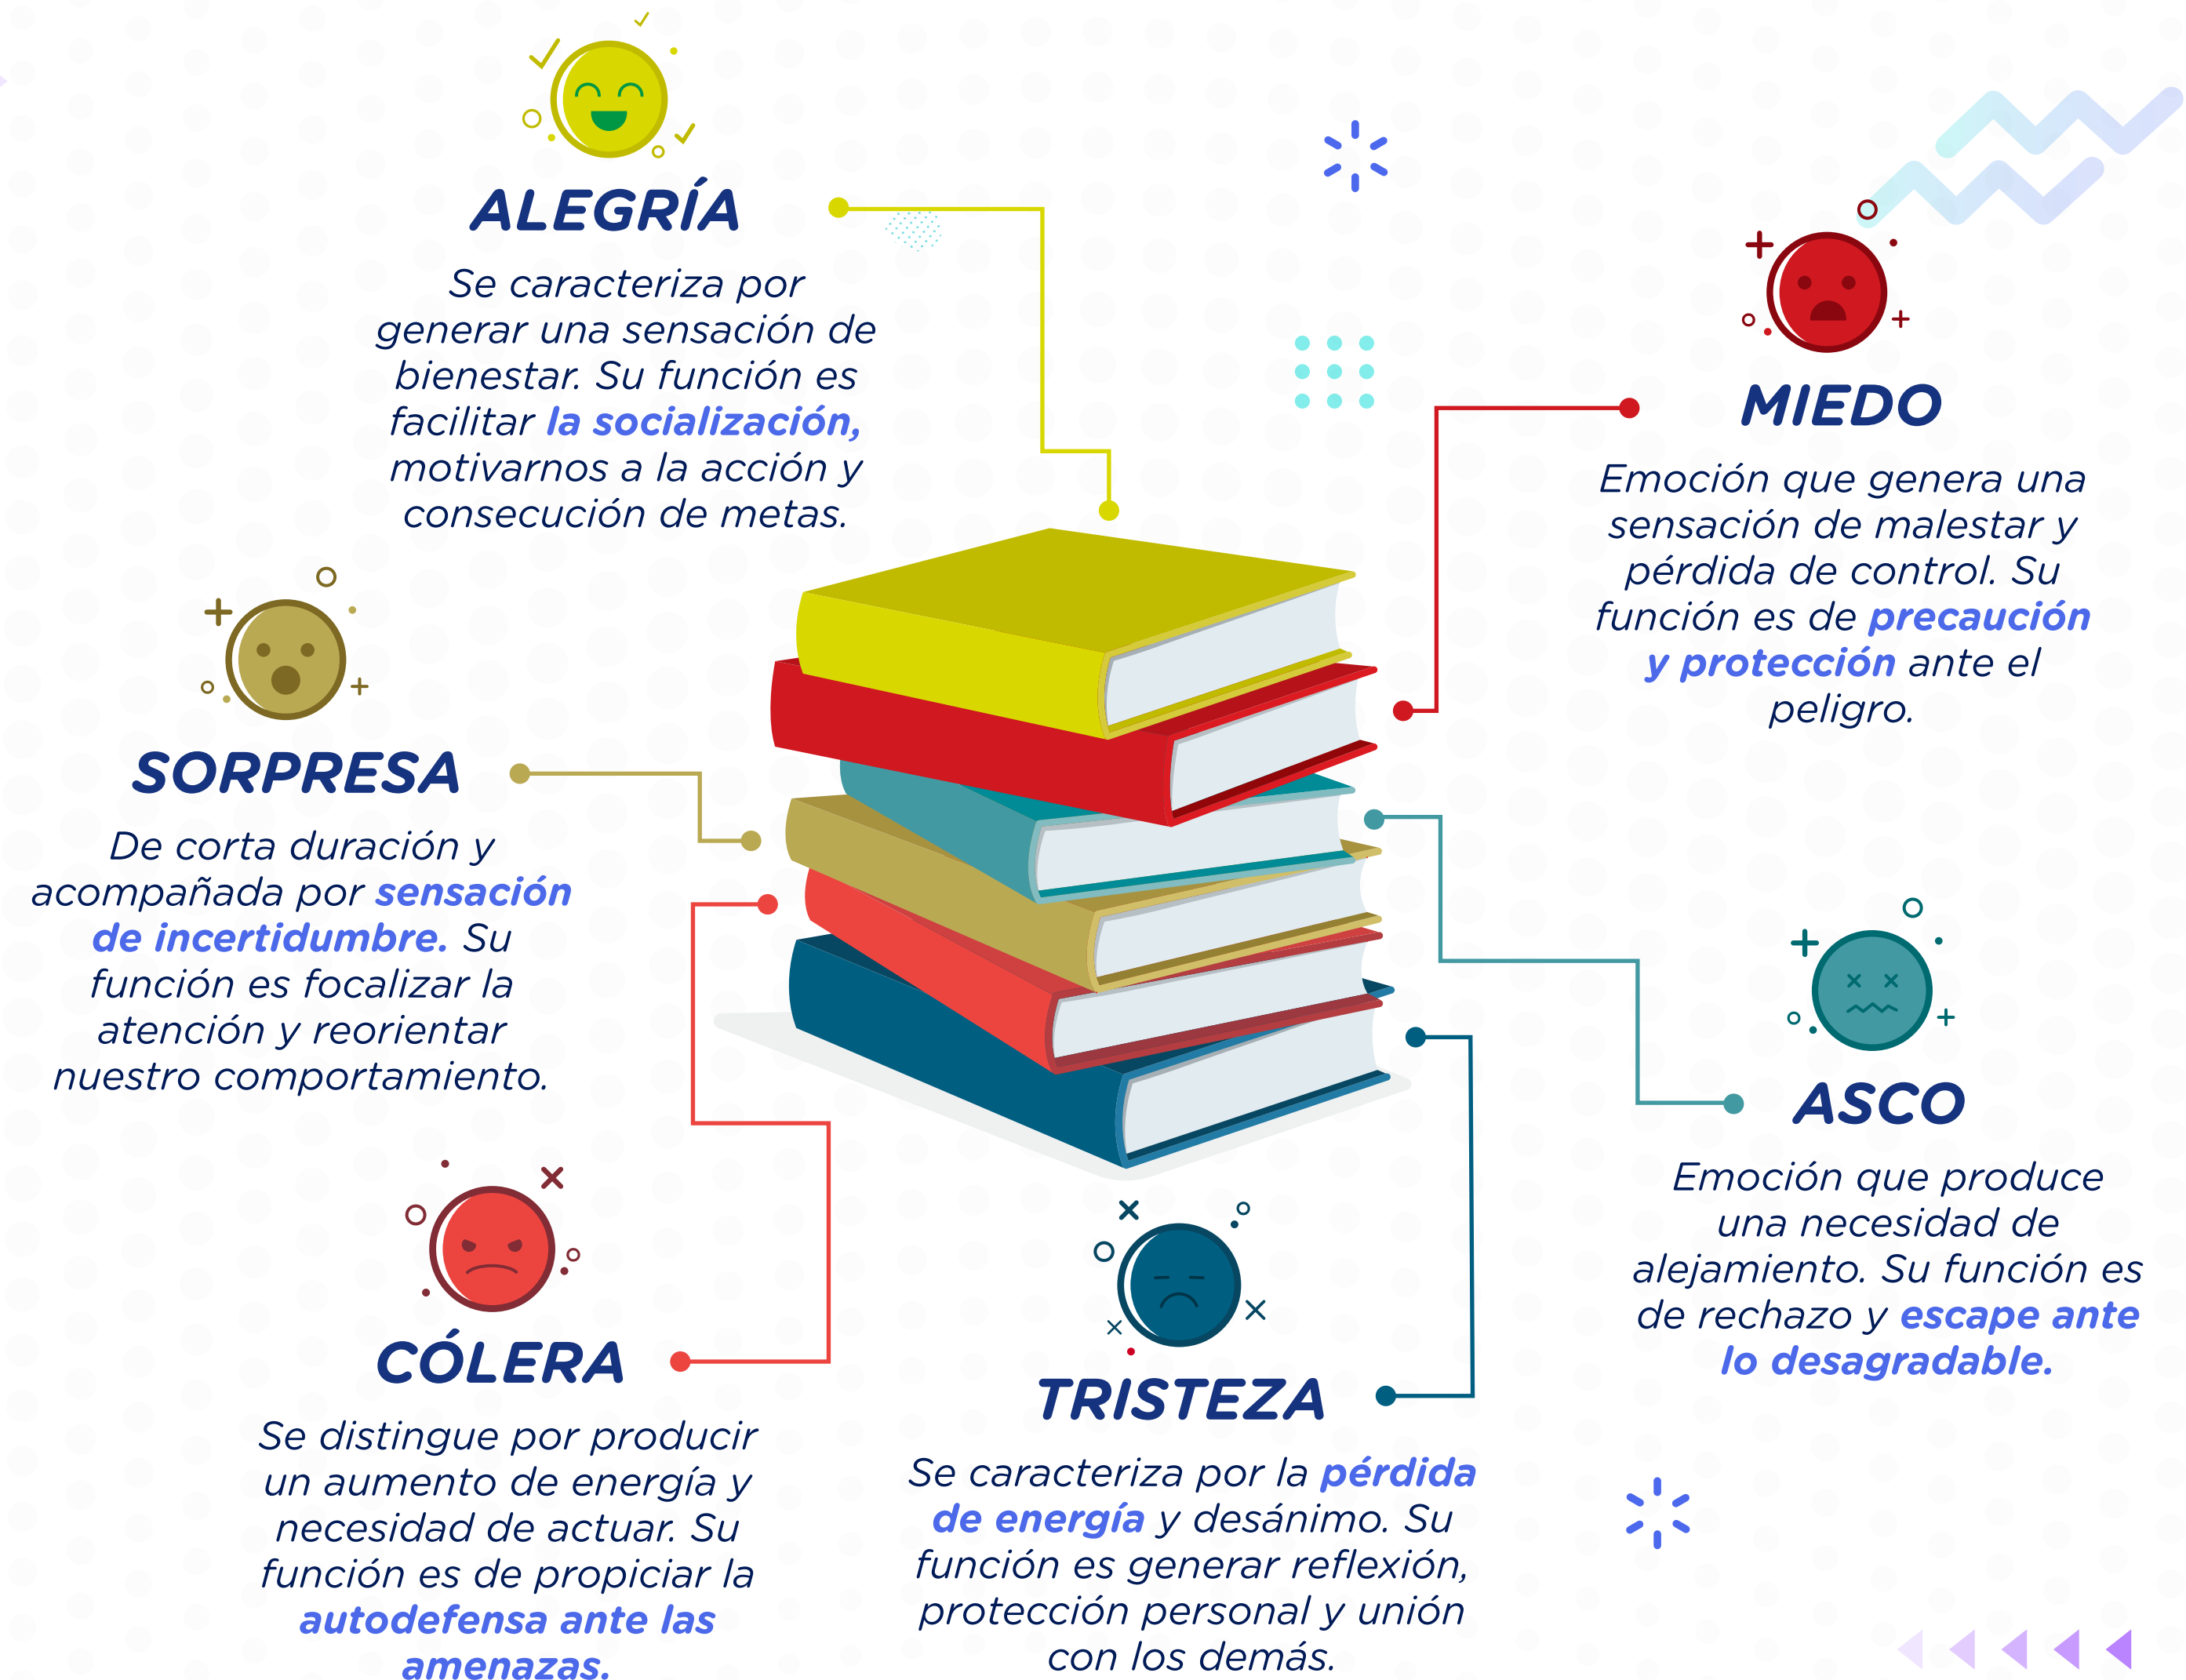 ALEGRÍA
Se caracteriza por
generar una sensación de
bienestar. Su función es
facilitar la socialización,
motivarnos a la acción y
consecución de metas.
MIEDO
Emoción que genera una
sensación de malestar y
pérdida de control. Su
función es de precaución
y protección ante el
peligro.
SORPRESA
De corta duración y
acompañada por sensación
de incertidumbre. Su
función es focalizar la
atención y reorientar
nuestro comportamiento.
ASCO
Emoción que produce
una necesidad de
alejamiento. Su función es
de rechazo y escape ante
lo desagradable.
CÓLERA
Se distingue por producir
un aumento de energía y
necesidad de actuar. Su
función es de propiciar la
autodefensa ante las
amenazas.
TRISTEZA
Se caracteriza por la pérdida
de energía y desánimo. Su
función es generar reflexión,
protección personal y unión
con los demás.